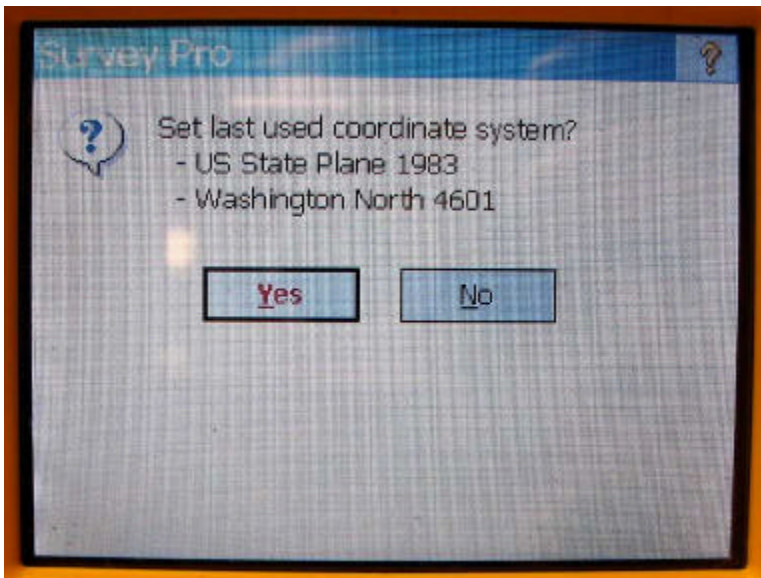 Survey Pro
?
?
Set last used coordinate system?
- US State Plane 1983
- Washington North 4601
Yes
No